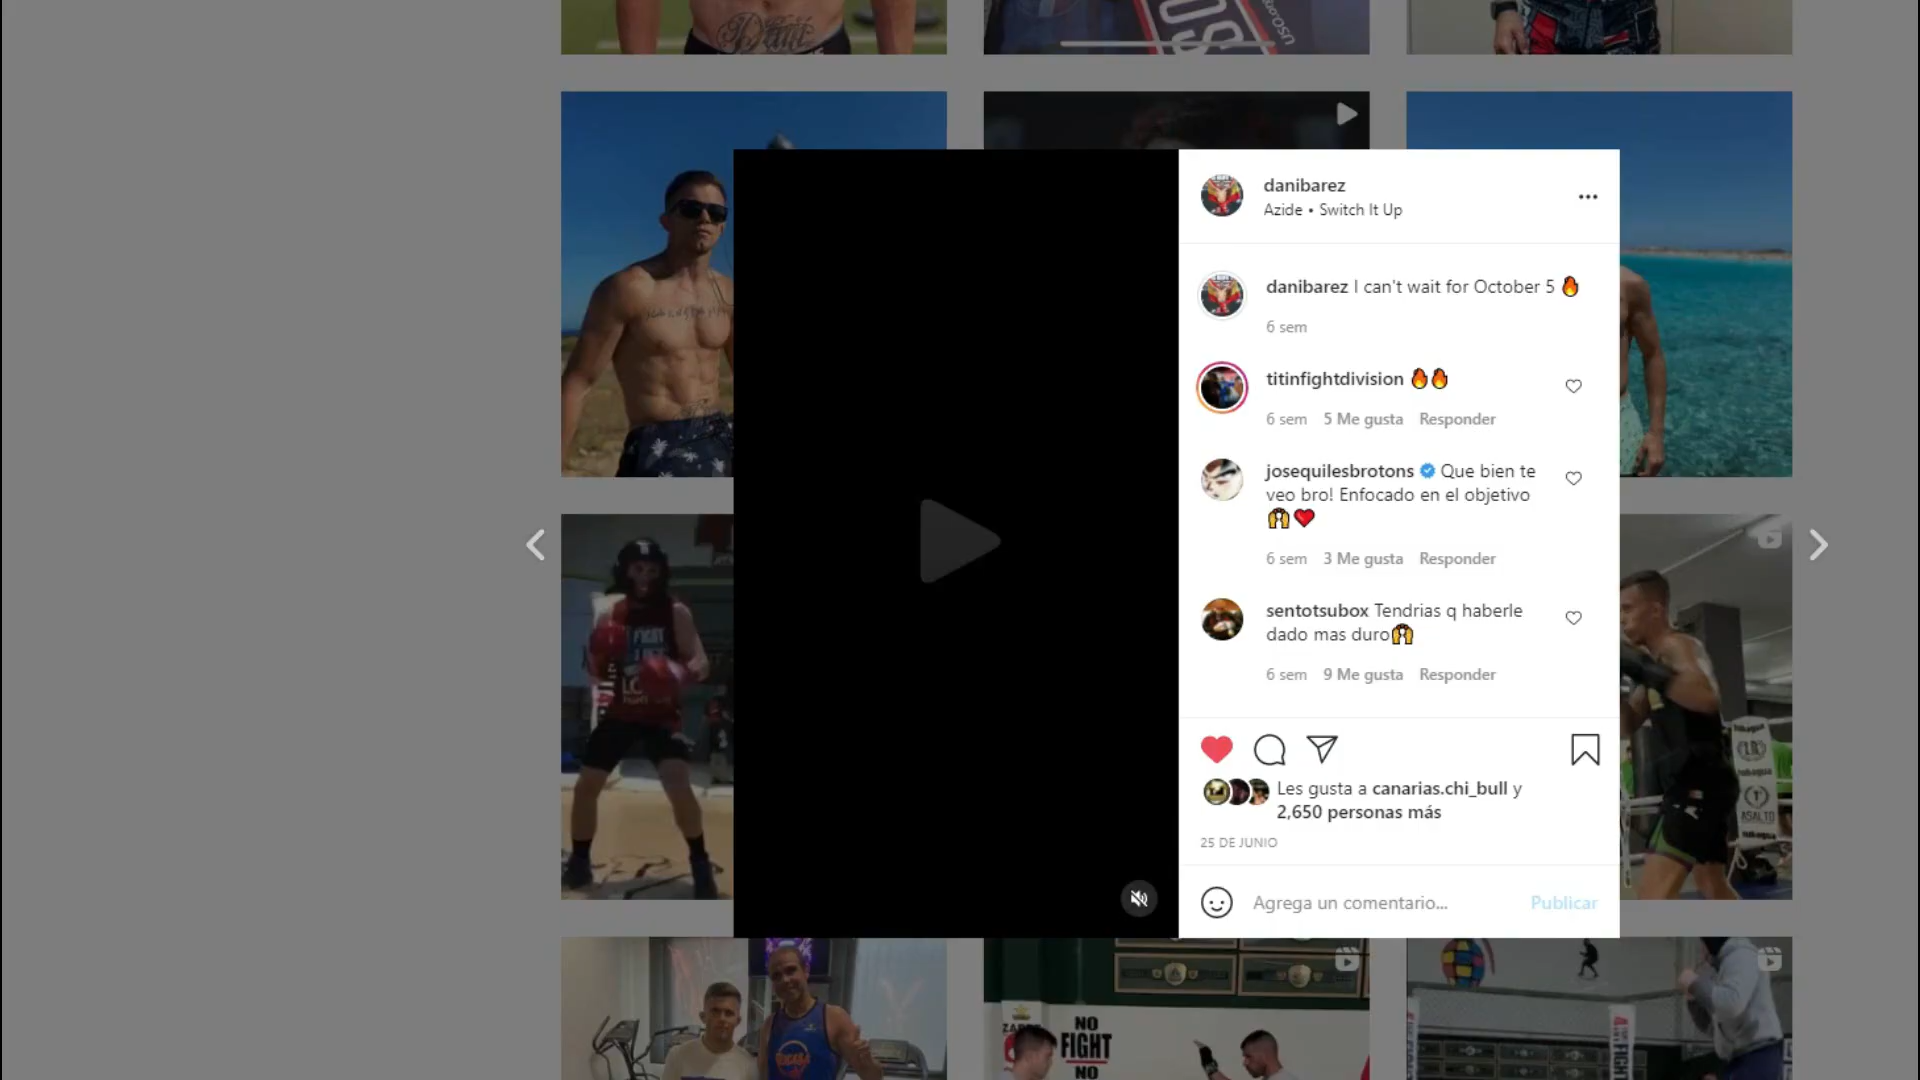 danibarez
Azide • Switch It Up
danibarez I can't wait for October 5 🔥
6 sem
titinfightdivision 🔥🔥
6 sem 5 Me gusta Responder
josequilesbrotons Que bien te
veo bro! Enfocado en el objetivo
🙌❤️
6 sem 3 Me gusta Responder
sentotsubox Tendrias q haberle
dado mas duro🙌
6 sem 9 Me gusta Responder
Les gusta a canarias.chi_bull y
2,650 personas más
25 DE JUNIO
Agrega un comentario...
Publicar
FIGHT
ASALTO
NO
FIGHT
NO